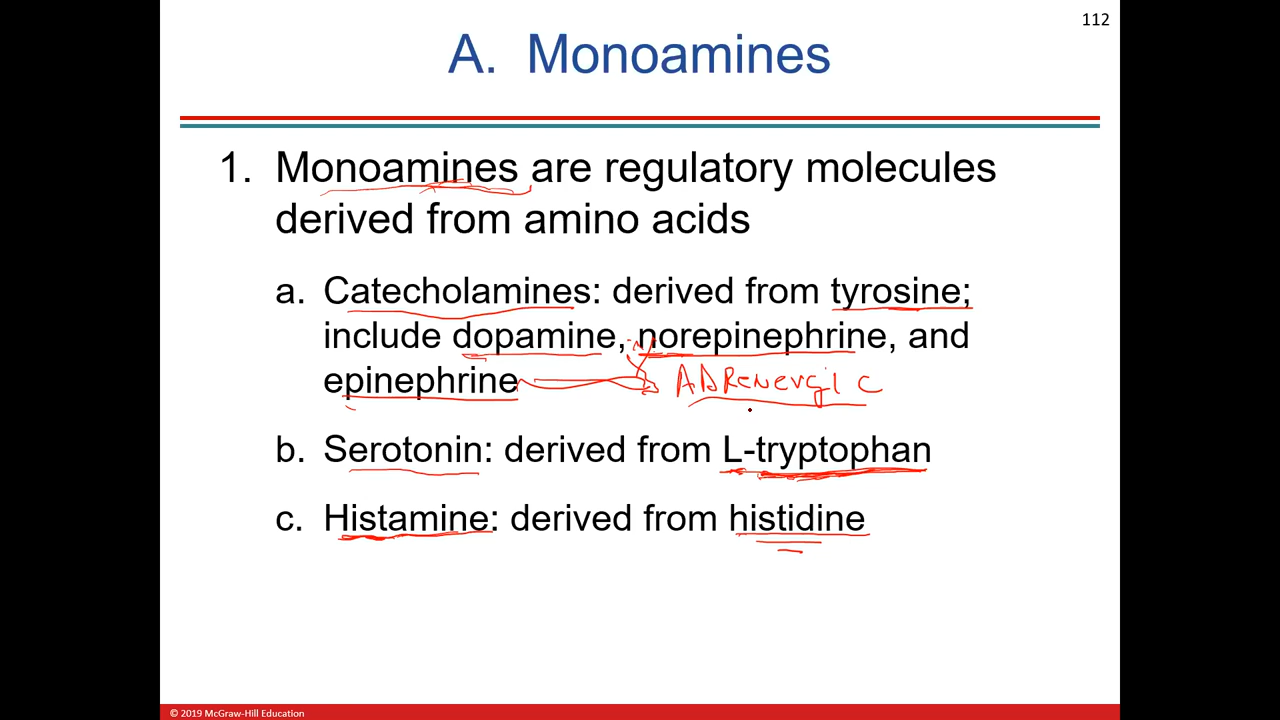 112
A. Monoamines
1. Monoamines are regulatory molecules
derived from amino acids
a. Catecholamines: derived from tyrosine;
include dopamine, norepinephrine, and
epinephrine ADRenergic
b. Serotonin: derived from L-tryptophan
c. Histamine: derived from histidine
© 2019 McGraw-Hill Education